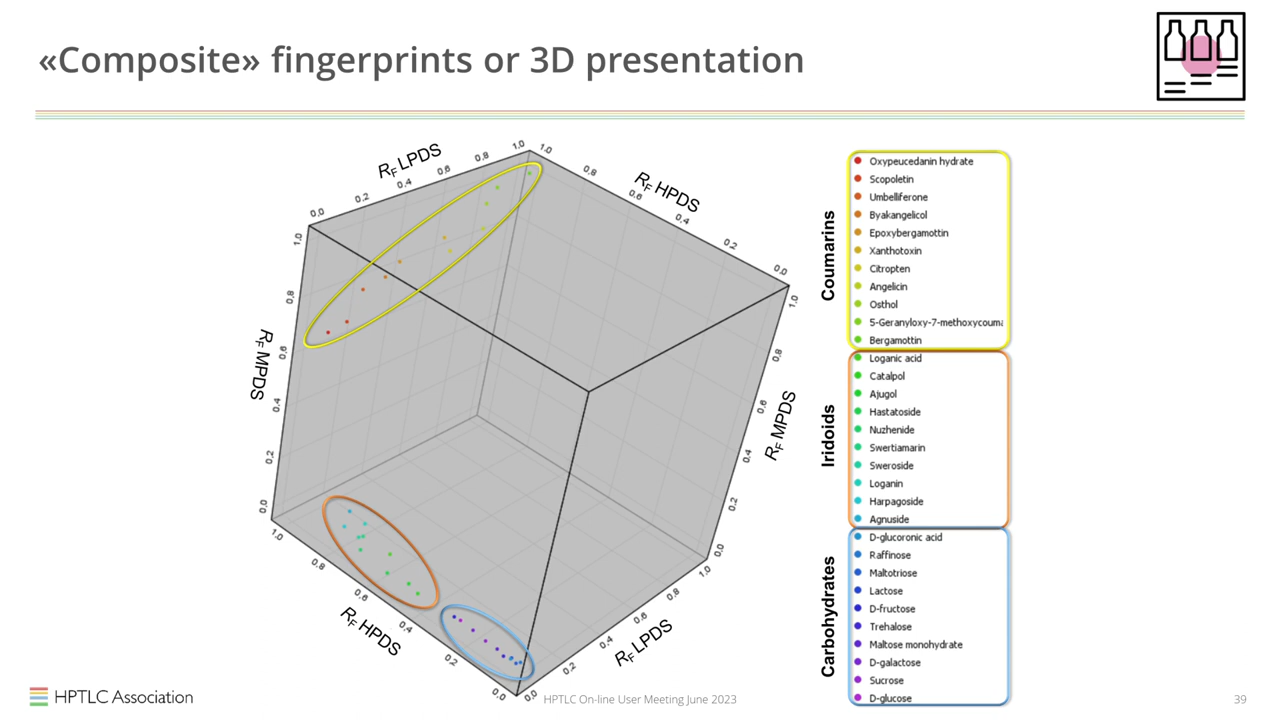 «Composite» fingerprints or 3D presentation
RF LPDS
0,0
0,2
0,4
0,6
0,8
1,0
RF HPDS
1,0
0,8
0,6
0,4
0,2
0,0
RF MPDS
1,0
0,8
0,6
0,4
0,2
0,0
RF MPDS
1,0
0,8
0,6
0,4
0,2
0,0
RF HPDS
1,0
0,8
0,6
0,4
0,2
0,0
RF LPDS
0,0
0,2
0,4
0,6
0,8
1,0
Coumarins
Oxypeucedanin hydrate
Scopoletin
Umbelliferone
Byakangelicol
Epoxybergamottin
Xanthotoxin
Citropten
Angelicin
Osthol
5-Geranyloxy-7-methoxycouma
Bergamottin
Iridoids
Loganic acid
Catalpol
Ajugol
Hastatoside
Nuzhenide
Swertiamarin
Sweroside
Loganin
Harpagoside
Agnuside
Carbohydrates
D-glucoronic acid
Raffinose
Maltotriose
Lactose
D-fructose
Trehalose
Maltose monohydrate
D-galactose
Sucrose
D-glucose
HPTLC Association
HPTLC On-line User Meeting June 2023
39